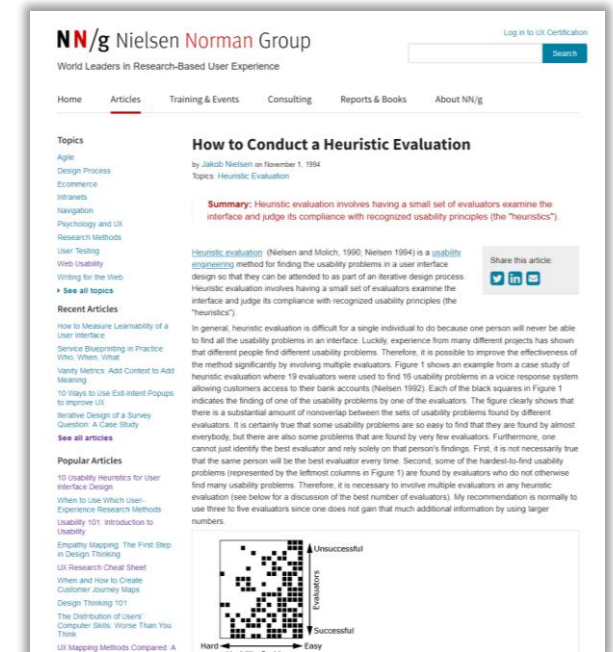 NN/g Nielsen Norman Group
World Leaders in Research-Based User Experience
Log in to UX Certification
Search
Home Articles Training & Events Consulting Reports & Books About NN/g
Topics
Agile
Design Process
Ecommerce
Intranets
Navigation
Psychology and UX
Research Methods
User Testing
Web Usability
Writing for the Web
See all topics
Recent Articles
How to Measure Learnability of a
User Interface
Service Blueprinting in Practice
Who, When, What
Vanity Metrics: Add Context to Add
Meaning
10 Ways to Use Exit-Intent Popups
to Improve UX
Iterative Design of a Survey
Question: A Case Study
See all articles
Popular Articles
10 Usability Heuristics for User
Interface Design
When to Use Which User-
Experience Research Methods
Usability 101: Introduction to
Usability
Empathy Mapping: The First Step
in Design Thinking
UX Research Cheat Sheet
When and How to Create
Customer Journey Maps
Design Thinking 101
The Distribution of Users'
Computer Skills: Worse Than You
Think
UX Mapping Methods Compared: A
How to Conduct a Heuristic Evaluation
by Jakob Nielsen on November 1, 1994
Topics: Heuristic Evaluation
Summary: Heuristic evaluation involves having a small set of evaluators examine the
interface and judge its compliance with recognized usability principles (the "heuristics").
Heuristic evaluation (Nielsen and Molich, 1990; Nielsen 1994) is a usability
engineering method for finding the usability problems in a user interface
design so that they can be attended to as part of an iterative design process.
Heuristic evaluation involves having a small set of evaluators examine the
interface and judge its compliance with recognized usability principles (the
"heuristics").
Share this article:
In general, heuristic evaluation is difficult for a single individual to do because one person will never be able
to find all the usability problems in an interface. Luckily, experience from many different projects has shown
that different people find different usability problems. Therefore, it is possible to improve the effectiveness of
the method significantly by involving multiple evaluators. Figure 1 shows an example from a case study of
heuristic evaluation where 19 evaluators were used to find 16 usability problems in a voice response system
allowing customers access to their bank accounts (Nielsen 1992). Each of the black squares in Figure 1
indicates the finding of one of the usability problems by one of the evaluators. The figure clearly shows that
there is a substantial amount of nonoverlap between the sets of usability problems found by different
evaluators. It is certainly true that some usability problems are so easy to find that they are found by almost
everybody, but there are also some problems that are found by very few evaluators. Furthermore, one
cannot just identify the best evaluator and rely solely on that person's findings. First, it is not necessarily true
that the same person will be the best evaluator every time. Second, some of the hardest-to-find usability
problems (represented by the leftmost columns in Figure 1) are found by evaluators who do not otherwise
find many usability problems. Therefore, it is necessary to involve multiple evaluators in any heuristic
evaluation (see below for a discussion of the best number of evaluators). My recommendation is normally to
use three to five evaluators since one does not gain that much additional information by using larger
numbers.
Unsuccessful
Evaluators
Successful
Hard Easy